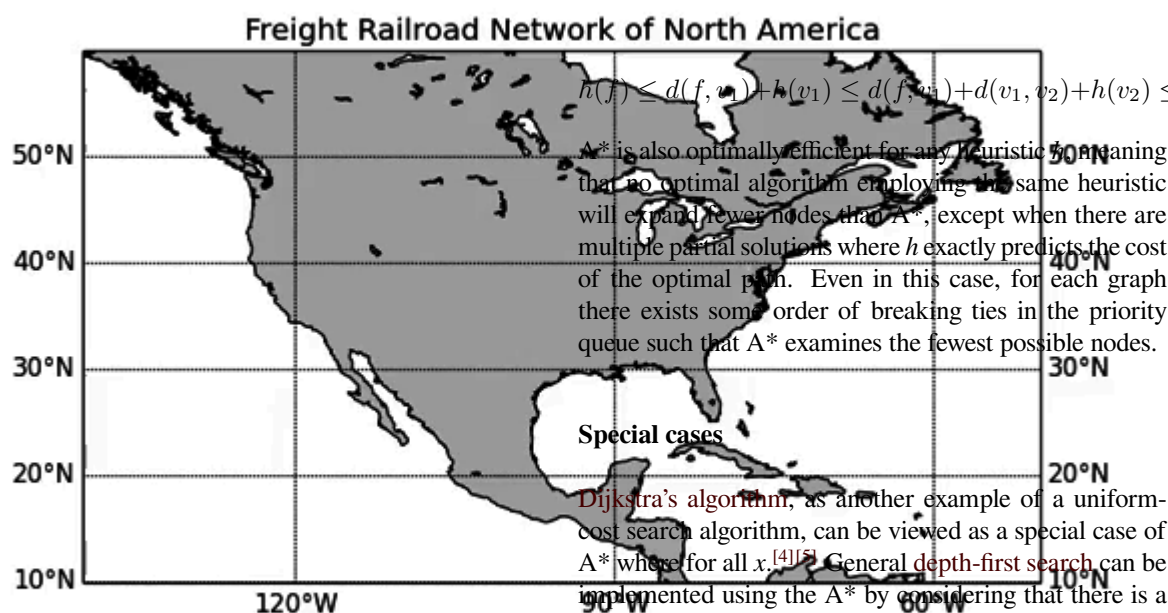 Freight Railroad Network of North America
50°N
40°N
30°N
20°N
10°N
120°W
90°W
60°W
50°N
40°N
30°N
20°N
10°N
h(f) ≤ d(f, v₁)+h(v₁) ≤ d(f, v₁)+d(v₁, v₂)+h(v₂) ≤
A* is also optimally efficient for any heuristic h, meaning
that no optimal algorithm employing the same heuristic
will expand fewer nodes than A*, except when there are
multiple partial solutions where h exactly predicts the cost
of the optimal path. Even in this case, for each graph
there exists some order of breaking ties in the priority
queue such that A* examines the fewest possible nodes.
Special cases
Dijkstra's algorithm, as another example of a uniform-
cost search algorithm, can be viewed as a special case of
A* where for all x.[4][5] General depth-first search can be
implemented using the A* by considering that there is a